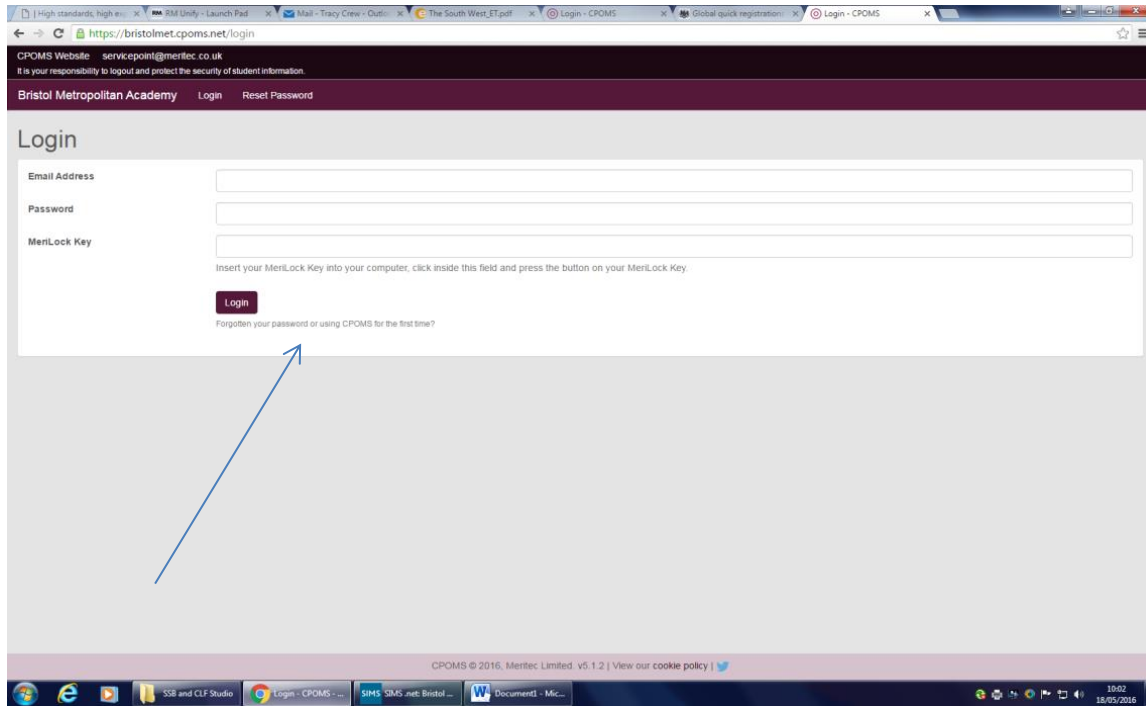 | High standards, high ex
RM RM Unify - Launch Pad
Mail - Tracy Crew - Outlo
The South West_ET.pdf
Login - CPOMS
Global quick registration:
Login - CPOMS
https://bristolmet.cpoms.net/login
CPOMS Website servicepoint@meritec.co.uk
It is your responsibility to logout and protect the security of student information.
Bristol Metropolitan Academy Login Reset Password
Login
Email Address
Password
MeriLock Key
Insert your MeriLock Key into your computer, click inside this field and press the button on your MeriLock Key.
Login
Forgotten your password or using CPOMS for the first time?
CPOMS © 2016, Meritec Limited. v5.1.2 | View our cookie policy |
SSB and CLF Studio
Login - CPOMS - ...
SIMS SIMS .net: Bristol ...
Document1 - Mic...
10:02
18/05/2016